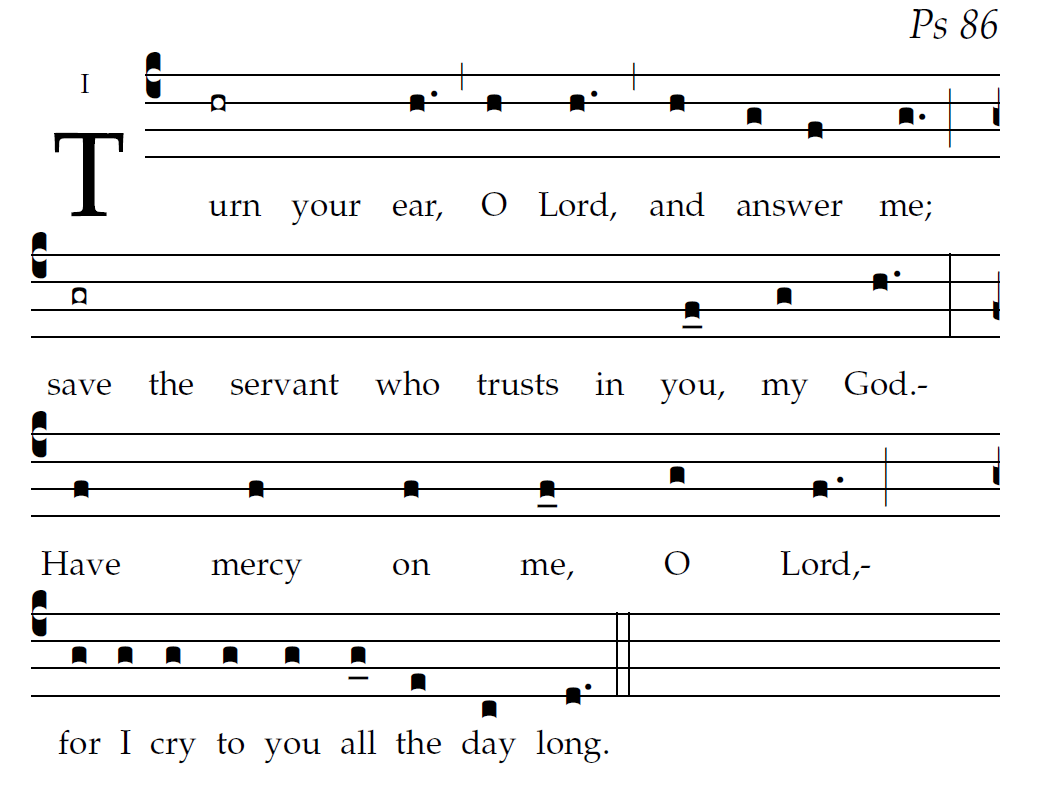 Ps 86
I
Turn your ear, O Lord, and answer me;
save the servant who trusts in you, my God.-
Have mercy on me, O Lord,-
for I cry to you all the day long.